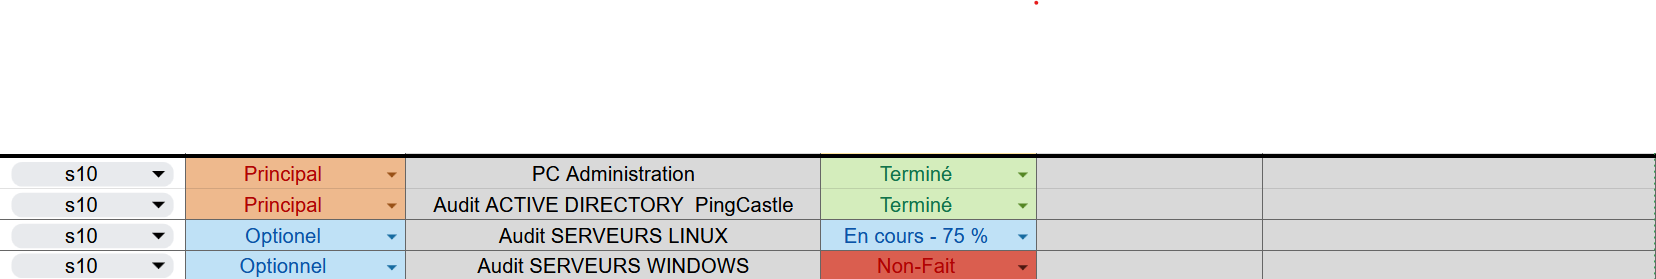 s10 Principal PC Administration Terminé
s10 Principal Audit ACTIVE DIRECTORY PingCastle Terminé
s10 Optionel Audit SERVEURS LINUX En cours - 75 %
s10 Optionnel Audit SERVEURS WINDOWS Non-Fait